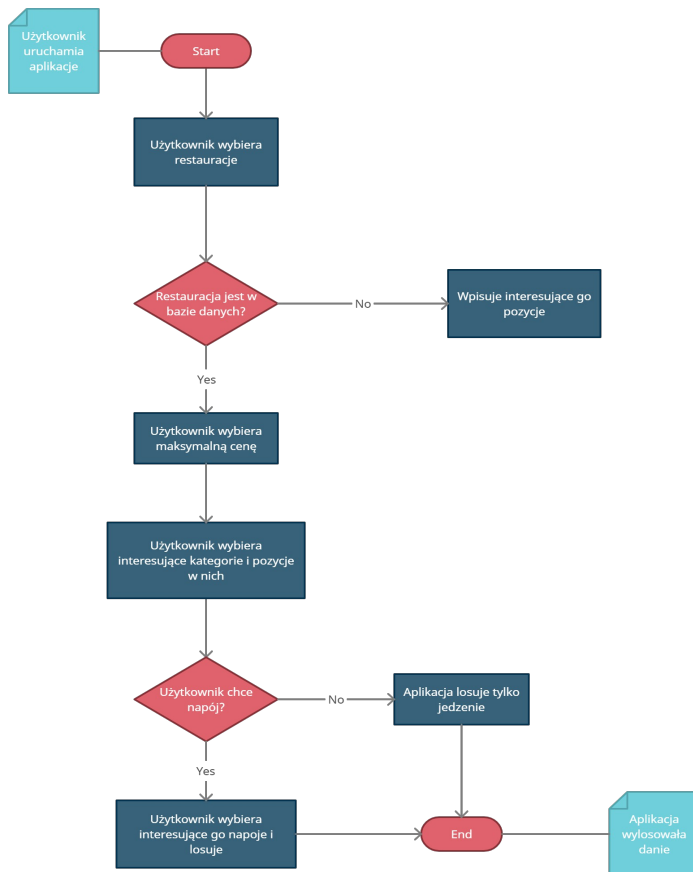 Użytkownik
uruchamia
aplikacje
Start
Użytkownik wybiera
restauracje
Restauracja jest w
bazie danych?
No
Wpisuje interesujące go
pozycje
Yes
Użytkownik wybiera
maksymalną cenę
Użytkownik wybiera
interesujące kategorie i pozycje
w nich
Użytkownik chce
napój?
No
Aplikacja losuje tylko
jedzenie
Yes
Użytkownik wybiera
interesujące go napoje i
losuje
End
Aplikacja
wylosowała
danie